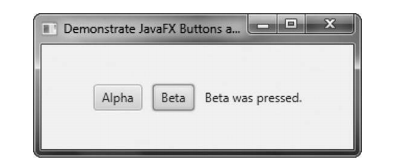 Demonstrate JavaFX Buttons a...
Alpha Beta Beta was pressed.